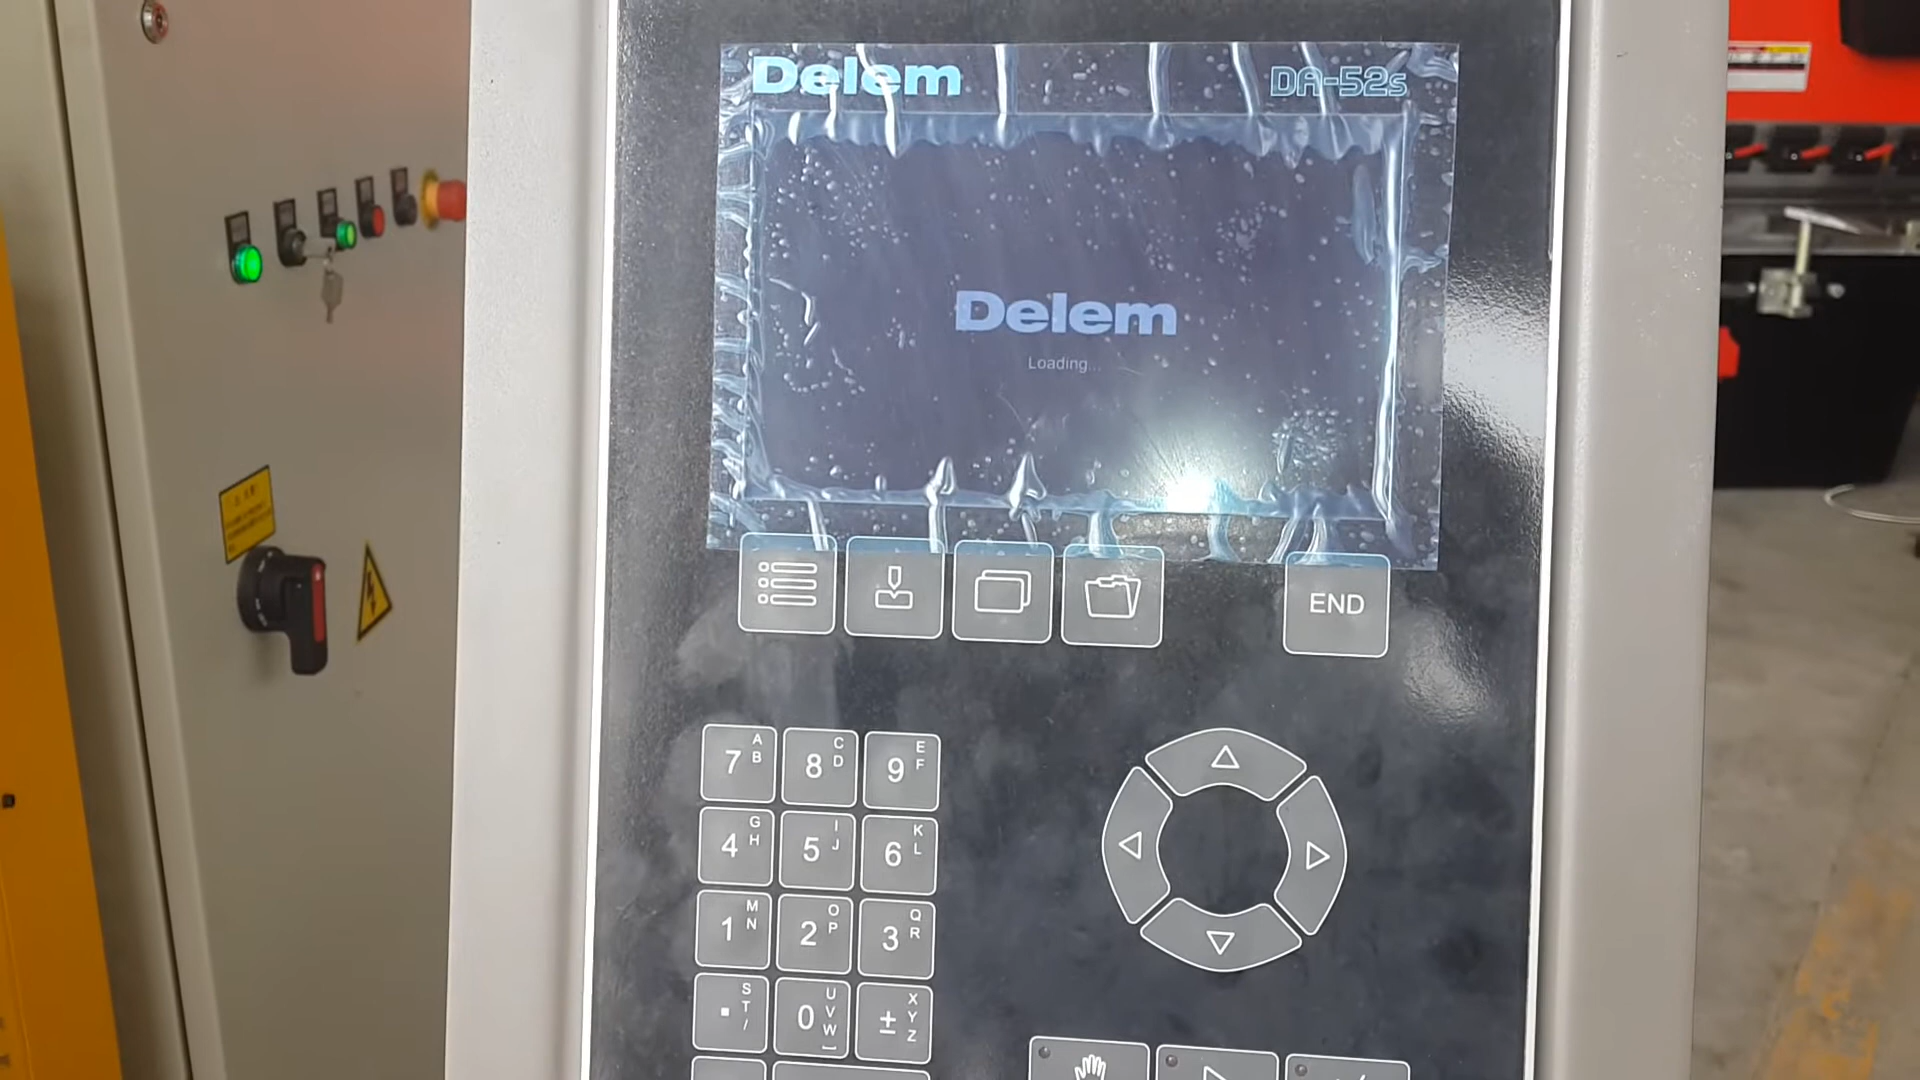 Delem DA-52s
Delem
Loading...
END
7 A B 8 C D 9 E F
4 G H 5 I J 6 K L
1 M N 2 O P 3 Q R
. S T / 0 U V W ± X Y Z